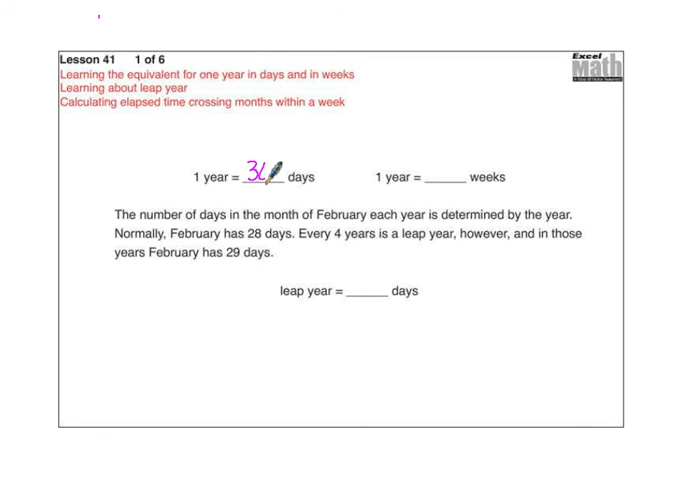 Lesson 41 1 of 6
Excel
Math
Learning the equivalent for one year in days and in weeks
Learning about leap year
Calculating elapsed time crossing months within a week
1 year = 3 days 1 year = ______ weeks
The number of days in the month of February each year is determined by the year.
Normally, February has 28 days. Every 4 years is a leap year, however, and in those
years February has 29 days.
leap year = ______ days